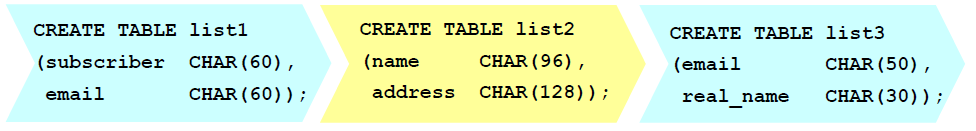 CREATE TABLE list1
(subscriber CHAR(60),
email CHAR(60));
CREATE TABLE list2
(name CHAR(96),
address CHAR(128));
CREATE TABLE list3
(email CHAR(50),
real_name CHAR(30));